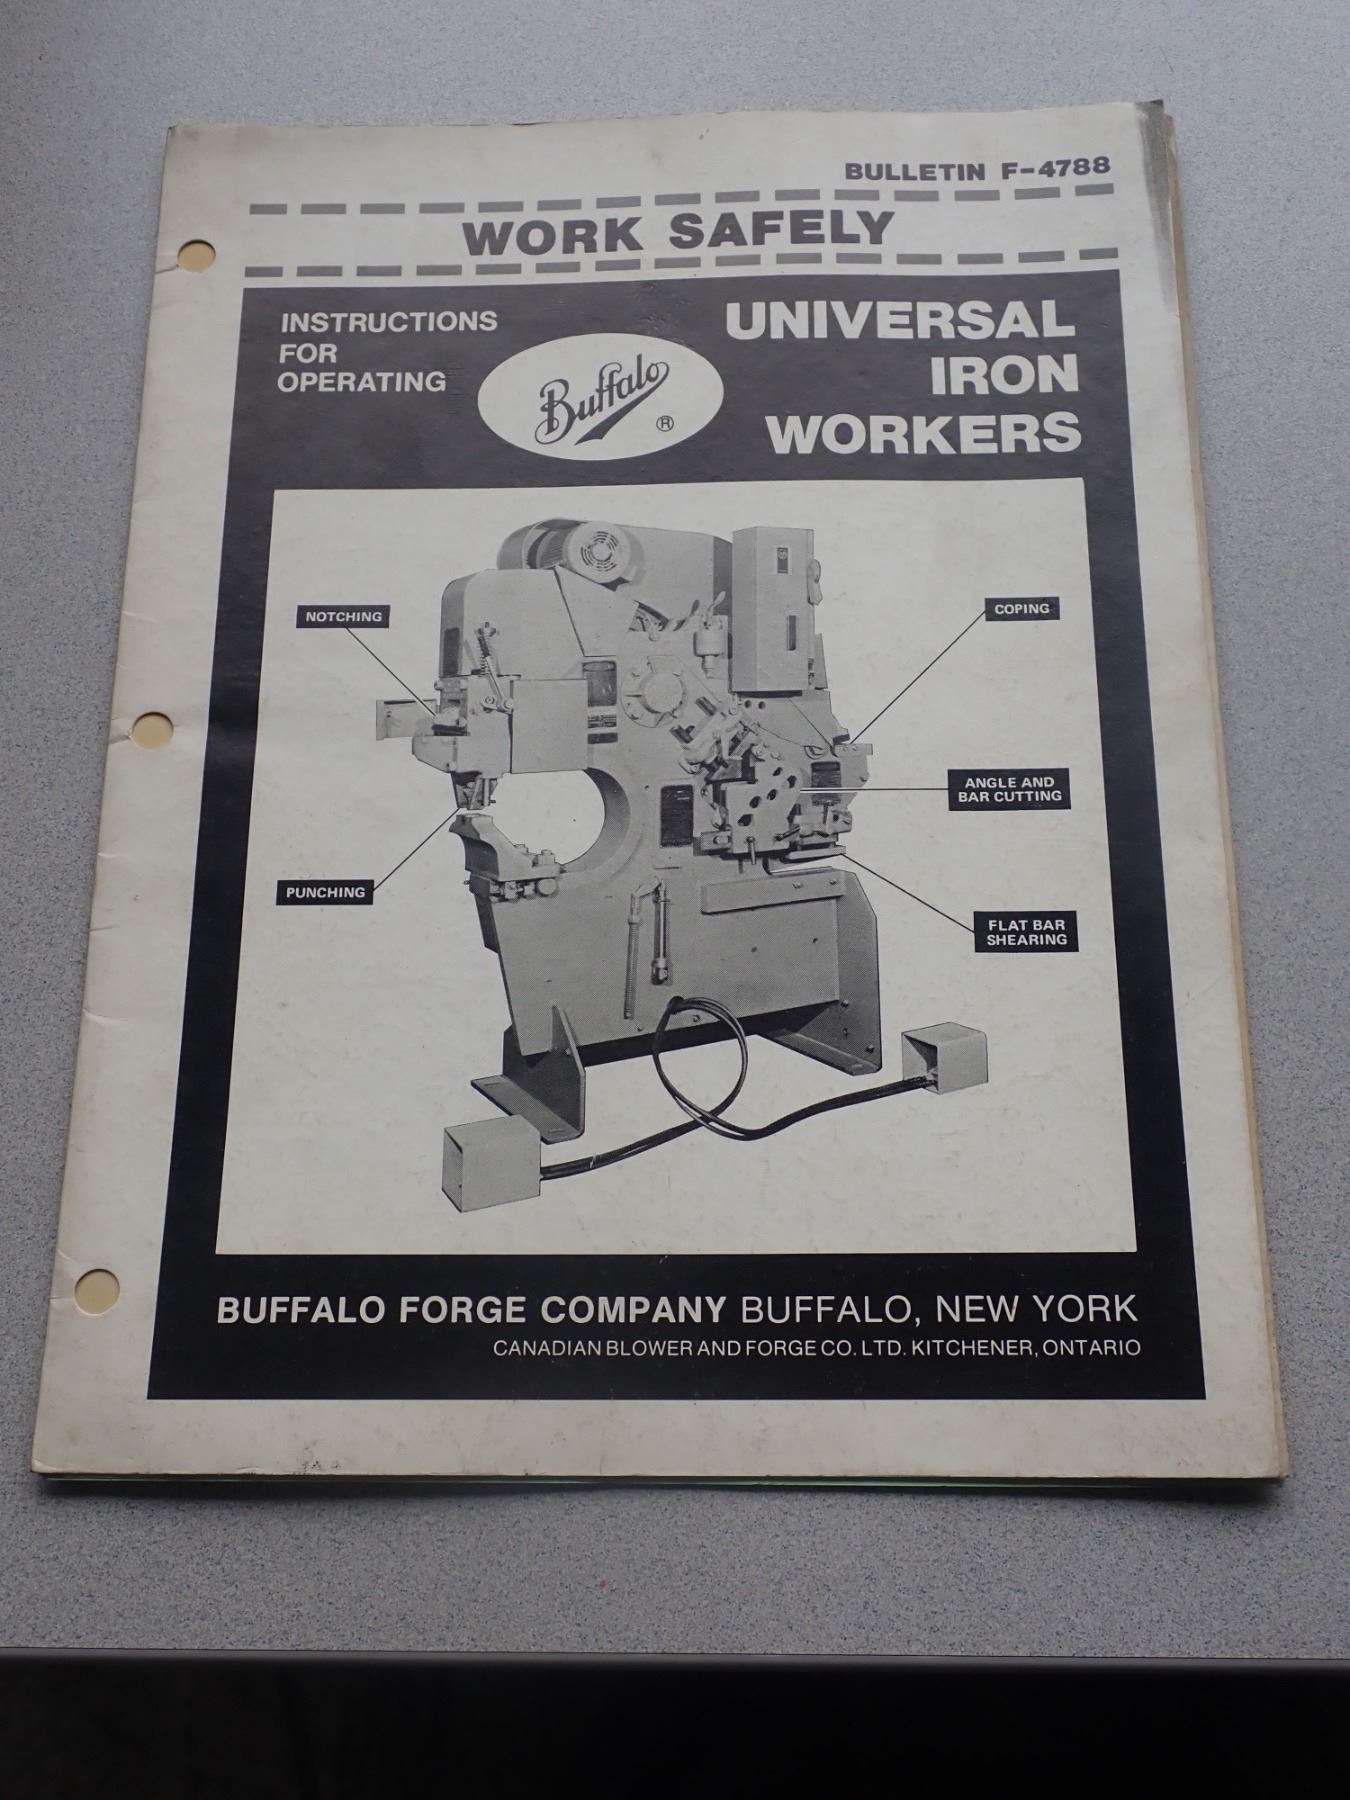 BULLETIN F-4788
WORK SAFELY
INSTRUCTIONS
FOR
OPERATING
Buffalo
®
UNIVERSAL
IRON
WORKERS
NOTCHING
COPING
ANGLE AND
BAR CUTTING
PUNCHING
FLAT BAR
SHEARING
BUFFALO FORGE COMPANY BUFFALO, NEW YORK
CANADIAN BLOWER AND FORGE CO. LTD. KITCHENER, ONTARIO